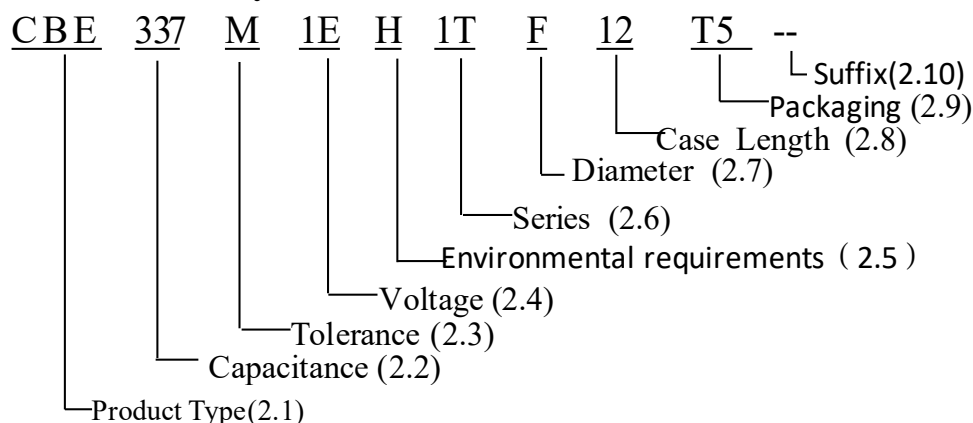 CBE 337 M 1E H 1T F 12 T5 --
Suffix(2.10)
Packaging (2.9)
Case Length (2.8)
Diameter (2.7)
Series (2.6)
Environmental requirements（2.5）
Voltage (2.4)
Tolerance (2.3)
Capacitance (2.2)
Product Type(2.1)